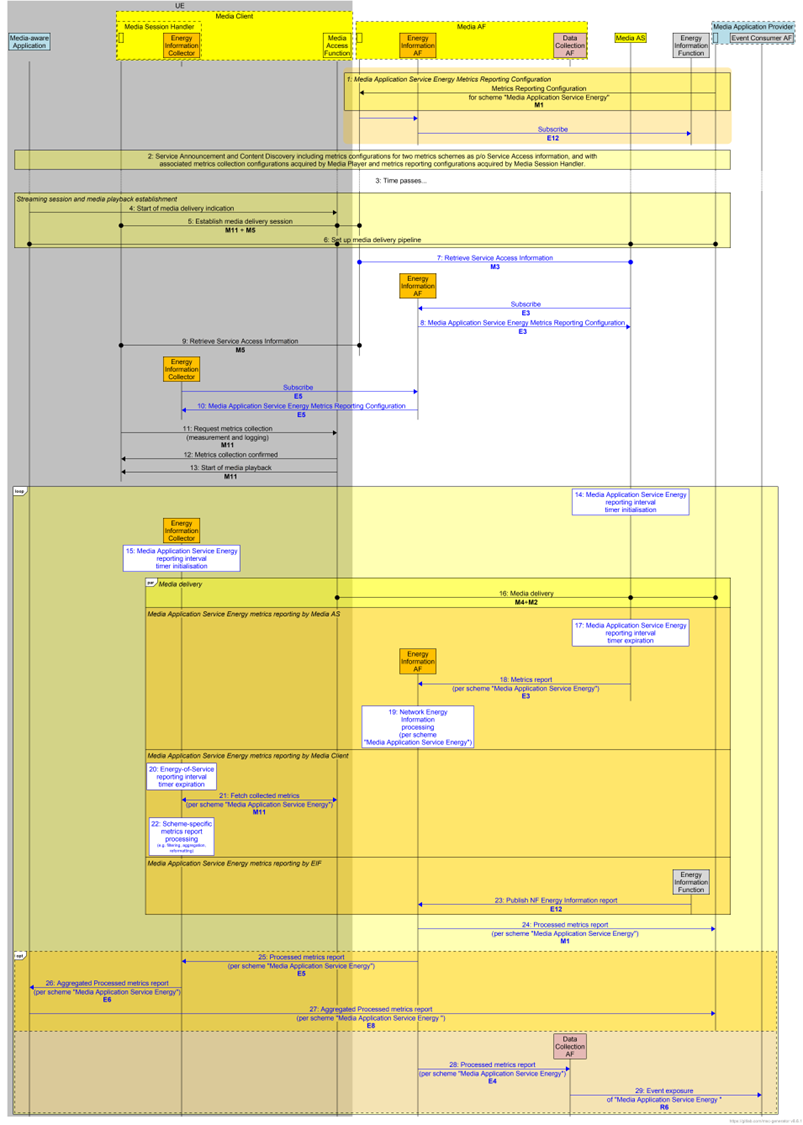 UE
Media Client
Media AF
Media Application Provider
Media Session Handler
Media-aware
Application
Energy
Information
Collector
Media
Access
Function
Energy
Information
AF
Data
Collection
AF
Media AS
Energy
Information
Function
Event Consumer AF
1: Media Application Service Energy Metrics Reporting Configuration
Metrics Reporting Configuration
for scheme "Media Application Service Energy"
M1
Subscribe
E12
2: Service Announcement and Content Discovery including metrics configurations for two metrics schemes as p/o Service Access information, and with
associated metrics collection configurations acquired by Media Player and metrics reporting configurations acquired by Media Session Handler.
3: Time passes...
Streaming session and media playback establishment
4: Start of media delivery indication
5: Establish media delivery session
M11 + M5
6: Set up media delivery pipeline
7: Retrieve Service Access Information
M3
Energy
Information
AF
Subscribe
E3
8: Media Application Service Energy Metrics Reporting Configuration
E3
9: Retrieve Service Access Information
M5
Energy
Information
Collector
Subscribe
E5
10: Media Application Service Energy Metrics Reporting Configuration
E5
11: Request metrics collection
(measurement and logging)
M11
12: Metrics collection confirmed
M11
13: Start of media playback
M11
loop
14: Media Application Service Energy
reporting interval
timer initialisation
Energy
Information
Collector
15: Media Application Service Energy
reporting interval
timer initialisation
par
Media delivery
16: Media delivery
M4+M2
Media Application Service Energy metrics reporting by Media AS
17: Media Application Service Energy
reporting interval
timer expiration
Energy
Information
AF
18: Metrics report
(per scheme "Media Application Service Energy")
E3
19: Network Energy
Information
processing
(per scheme
"Media Application Service Energy")
Media Application Service Energy metrics reporting by Media Client
20: Energy-of-Service
reporting interval
timer expiration
21: Fetch collected metrics
(per scheme "Media Application Service Energy")
M11
22: Scheme-specific
metrics report
processing
(e.g. filtering, aggregation,
reformatting)
Media Application Service Energy metrics reporting by EIF
Energy
Information
Function
23: Publish NF Energy Information report
E12
24: Processed metrics report
(per scheme "Media Application Service Energy")
M1
opt
25: Processed metrics report
(per scheme "Media Application Service Energy")
E5
26: Aggregated Processed metrics report
(per scheme "Media Application Service Energy")
E6
27: Aggregated Processed metrics report
(per scheme "Media Application Service Energy ")
E8
Data
Collection
AF
28: Processed metrics report
(per scheme "Media Application Service Energy")
E4
29: Event exposure
of "Media Application Service Energy "
R6